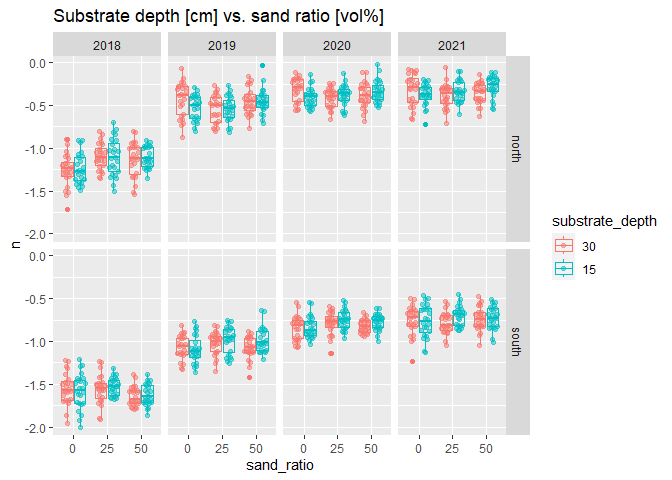 Substrate depth [cm] vs. sand ratio [vol%]
2018 2019 2020 2021
0.0
-0.5
-1.0
-1.5
-2.0
north
n
0.0
-0.5
-1.0
-1.5
-2.0
south
0 25 50 0 25 50 0 25 50 0 25 50
sand_ratio
substrate_depth
30
15